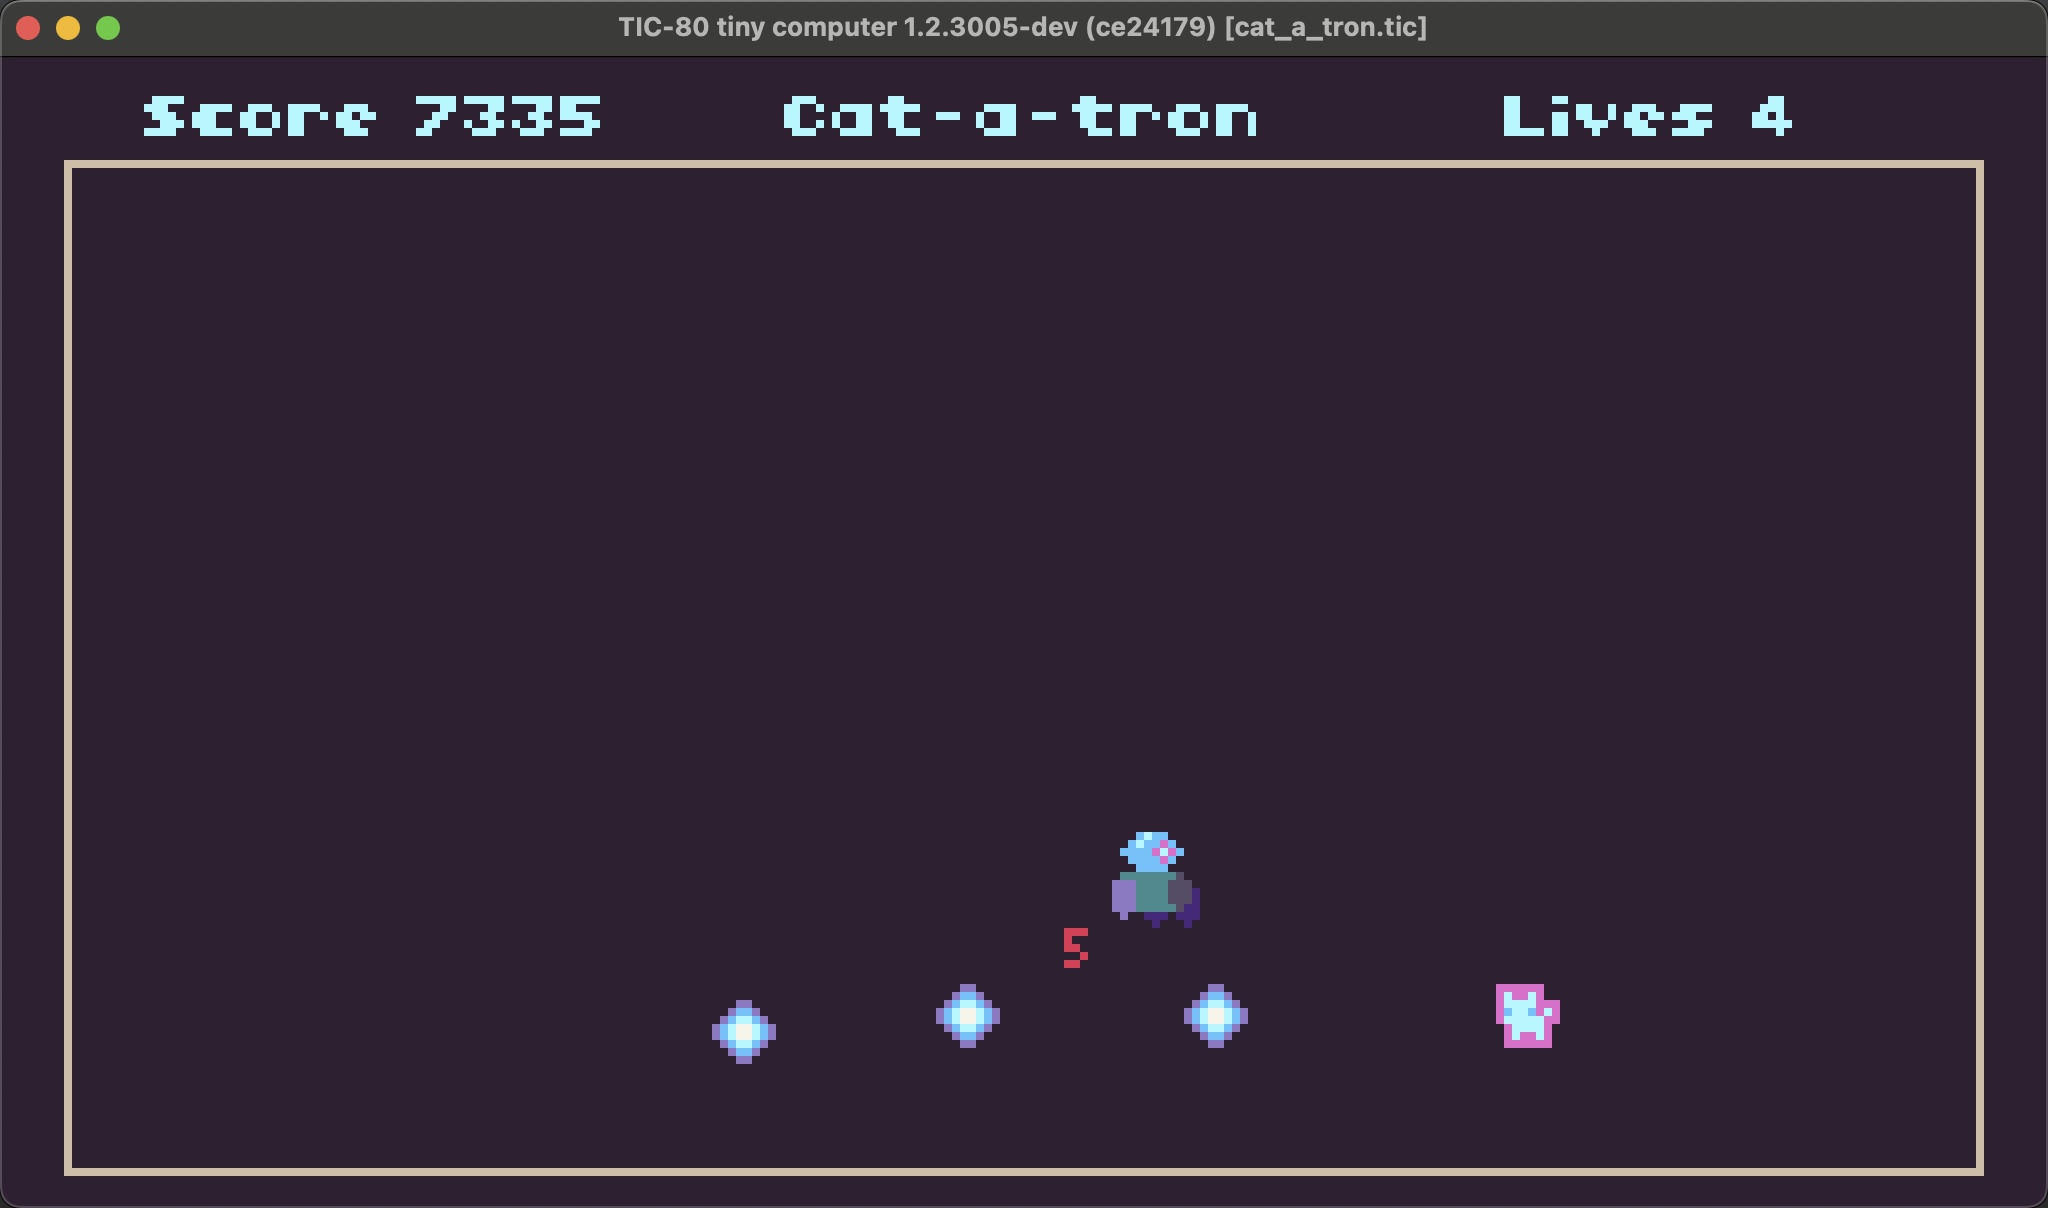 TIC-80 tiny computer 1.2.3005-dev (ce24179) [cat_a_tron.tic]
Score 7335 Cat-a-tron Lives 4
5